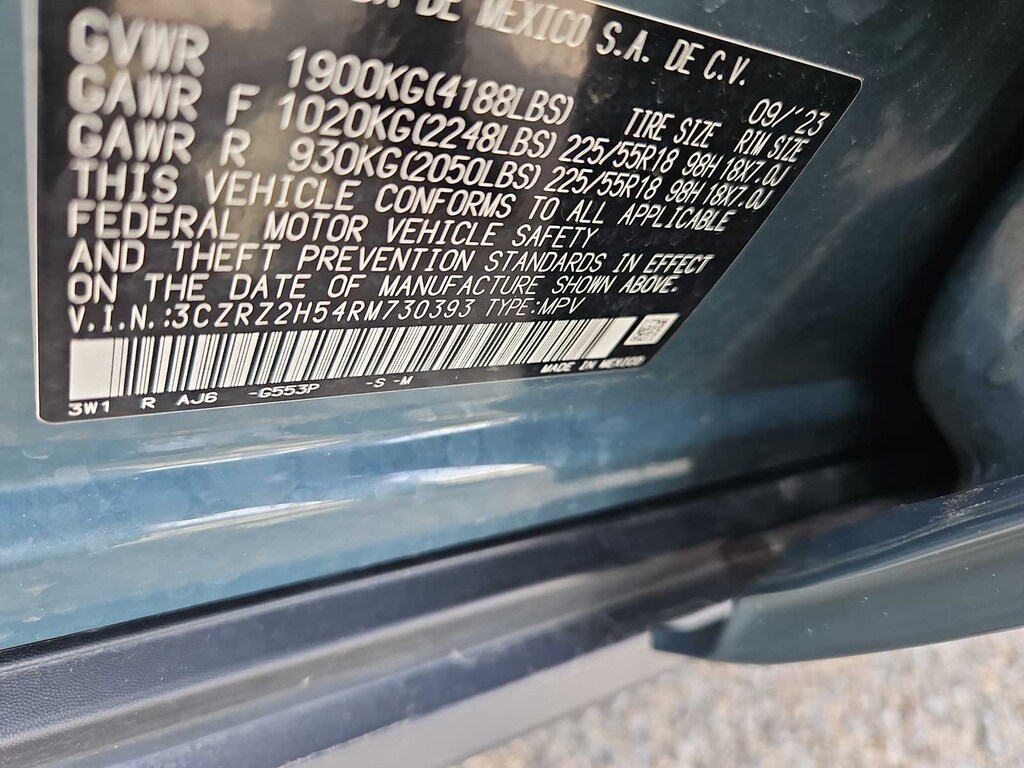 DE MEXICO S.A. DE C.V.
09/'23
GVWR 1900KG(4188LBS) TIRE SIZE RIM SIZE
GAWR F 1020KG(2248LBS) 225/55R18 98H 18X7.0J
GAWR R 930KG(2050LBS) 225/55R18 98H 18X7.0J
THIS VEHICLE CONFORMS TO ALL APPLICABLE
FEDERAL MOTOR VEHICLE SAFETY
AND THEFT PREVENTION STANDARDS IN EFFECT
ON THE DATE OF MANUFACTURE SHOWN ABOVE.
V.I.N.:3CZRZ2H54RM730393 TYPE:MPV
MADE IN MEXICO
3W1 R AJ6 -G553P -S -M